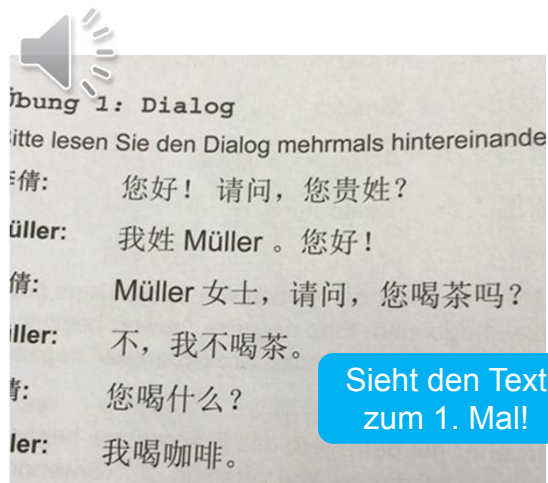 Übung 1: Dialog
Bitte lesen Sie den Dialog mehrmals hintereinande
倩: 您好！ 请问，您贵姓？
üller: 我姓 Müller 。您好！
倩: Müller 女士，请问，您喝茶吗？
ller: 不，我不喝茶。
您喝什么？
ler: 我喝咖啡。
Sieht den Text
zum 1. Mal!